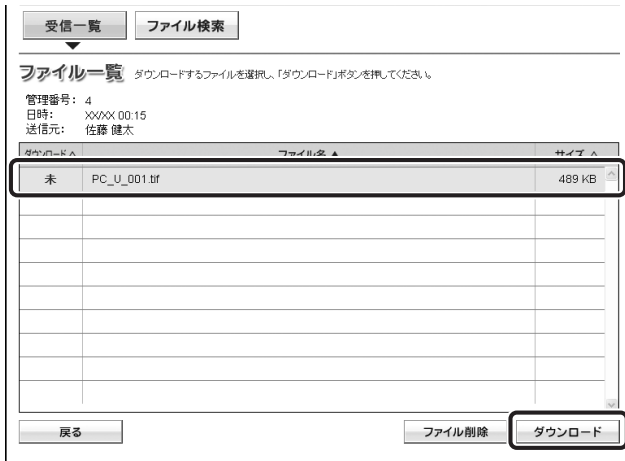 受信一覧 ファイル検索
ファイル一覧 ダウンロードするファイルを選択し、「ダウンロード」ボタンを押してください。
管理番号: 4
日時: XX/XX 00:15
送信元: 佐藤 健太
ダウンロード ファイル名 ▲ サイズ
未 PC_U_001.tif 489 KB
戻る ファイル削除 ダウンロード